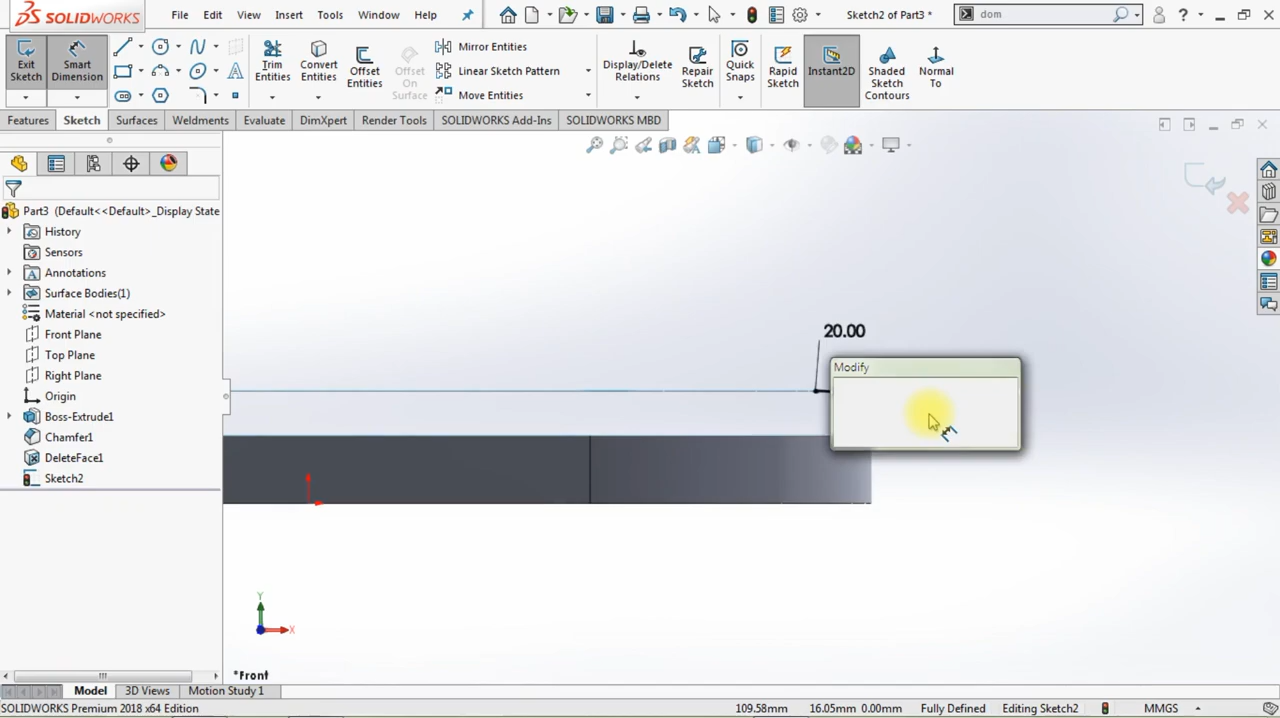 SOLIDWORKS
File Edit View Insert Tools Window Help
Sketch2 of Part3 *
dom
Exit Sketch
Smart Dimension
Trim Entities
Convert Entities
Offset Entities
Offset On Surface
Mirror Entities
Linear Sketch Pattern
Move Entities
Display/Delete Relations
Repair Sketch
Quick Snaps
Rapid Sketch
Instant2D
Shaded Sketch Contours
Normal To
Features Sketch Surfaces Weldments Evaluate DimXpert Render Tools SOLIDWORKS Add-Ins SOLIDWORKS MBD
Part3 (Default<<Default>_Display State
History
Sensors
Annotations
Surface Bodies(1)
Material <not specified>
Front Plane
Top Plane
Right Plane
Origin
Boss-Extrude1
Chamfer1
DeleteFace1
Sketch2
20.00
Modify
Y
X
*Front
Model 3D Views Motion Study 1
SOLIDWORKS Premium 2018 x64 Edition 109.58mm 16.05mm 0.00mm Fully Defined Editing Sketch2 MMGS